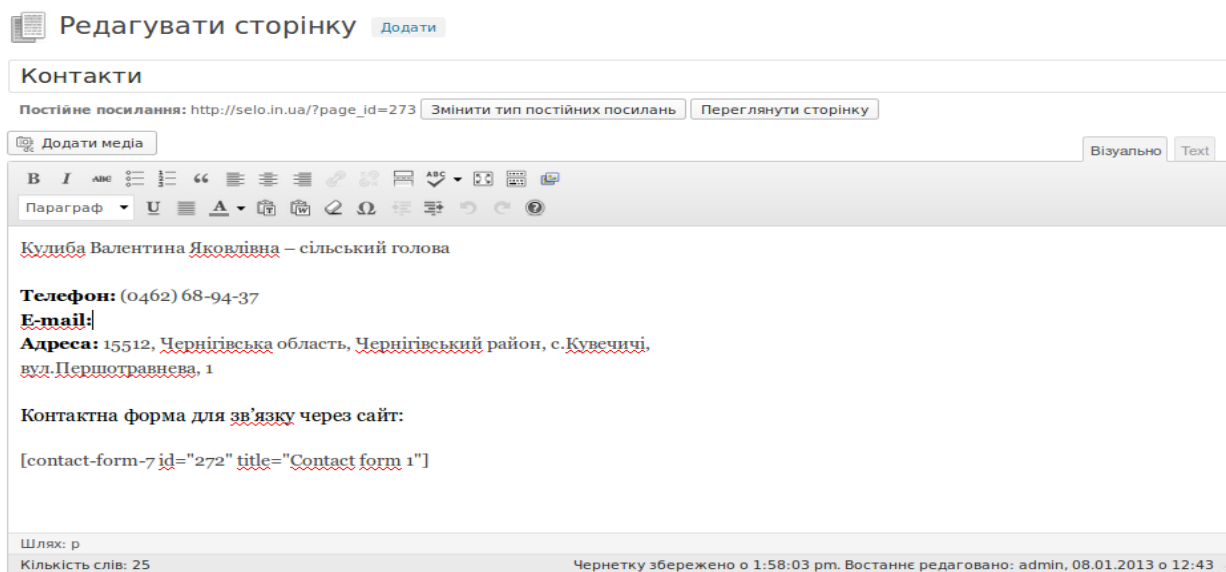 Редагувати сторінку Додати
Контакти
Постійне посилання: http://selo.in.ua/?page_id=273 Змінити тип постійних посилань Переглянути сторінку
Додати медіа
Візуально Text
B I ABC ABC
Параграф U A T W Ω ?
Кулиба Валентина Яковлівна – сільський голова
Телефон: (0462) 68-94-37
E-mail:
Адреса: 15512, Чернігівська область, Чернігівський район, с.Кувечичі,
вул.Першотравнева, 1
Контактна форма для зв’язку через сайт:
[contact-form-7 id="272" title="Contact form 1"]
Шлях: p
Кількість слів: 25 Чернетку збережено о 1:58:03 pm. Востаннє редаговано: admin, 08.01.2013 о 12:43